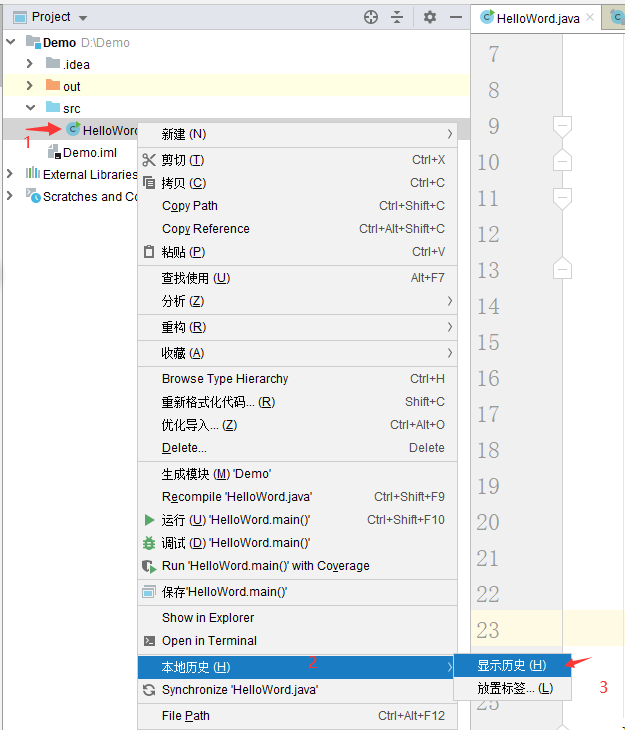 Project
HelloWord.java
Demo D:\Demo
.idea
out
src
1
HelloWord
Demo.iml
External Libraries
Scratches and Co
新建 (N)
剪切 (T) Ctrl+X
拷贝 (C) Ctrl+C
Copy Path Ctrl+Shift+C
Copy Reference Ctrl+Alt+Shift+C
粘贴 (P) Ctrl+V
查找使用 (U) Alt+F7
分析 (Z)
重构 (R)
收藏 (A)
Browse Type Hierarchy Ctrl+H
重新格式化代码... (R) Shift+C
优化导入... (Z) Ctrl+Alt+O
Delete... Delete
生成模块 (M) 'Demo'
Recompile 'HelloWord.java' Ctrl+Shift+F9
运行 (U) 'HelloWord.main()' Ctrl+Shift+F10
调试 (D) 'HelloWord.main()'
Run 'HelloWord.main()' with Coverage
保存'HelloWord.main()'
Show in Explorer
Open in Terminal
本地历史 (H) 2
Synchronize 'HelloWord.java'
File Path Ctrl+Alt+F12
显示历史 (H)
放置标签... (L)
3
7
8
9
10
11
12
13
14
15
16
17
18
19
20
21
22
23
25